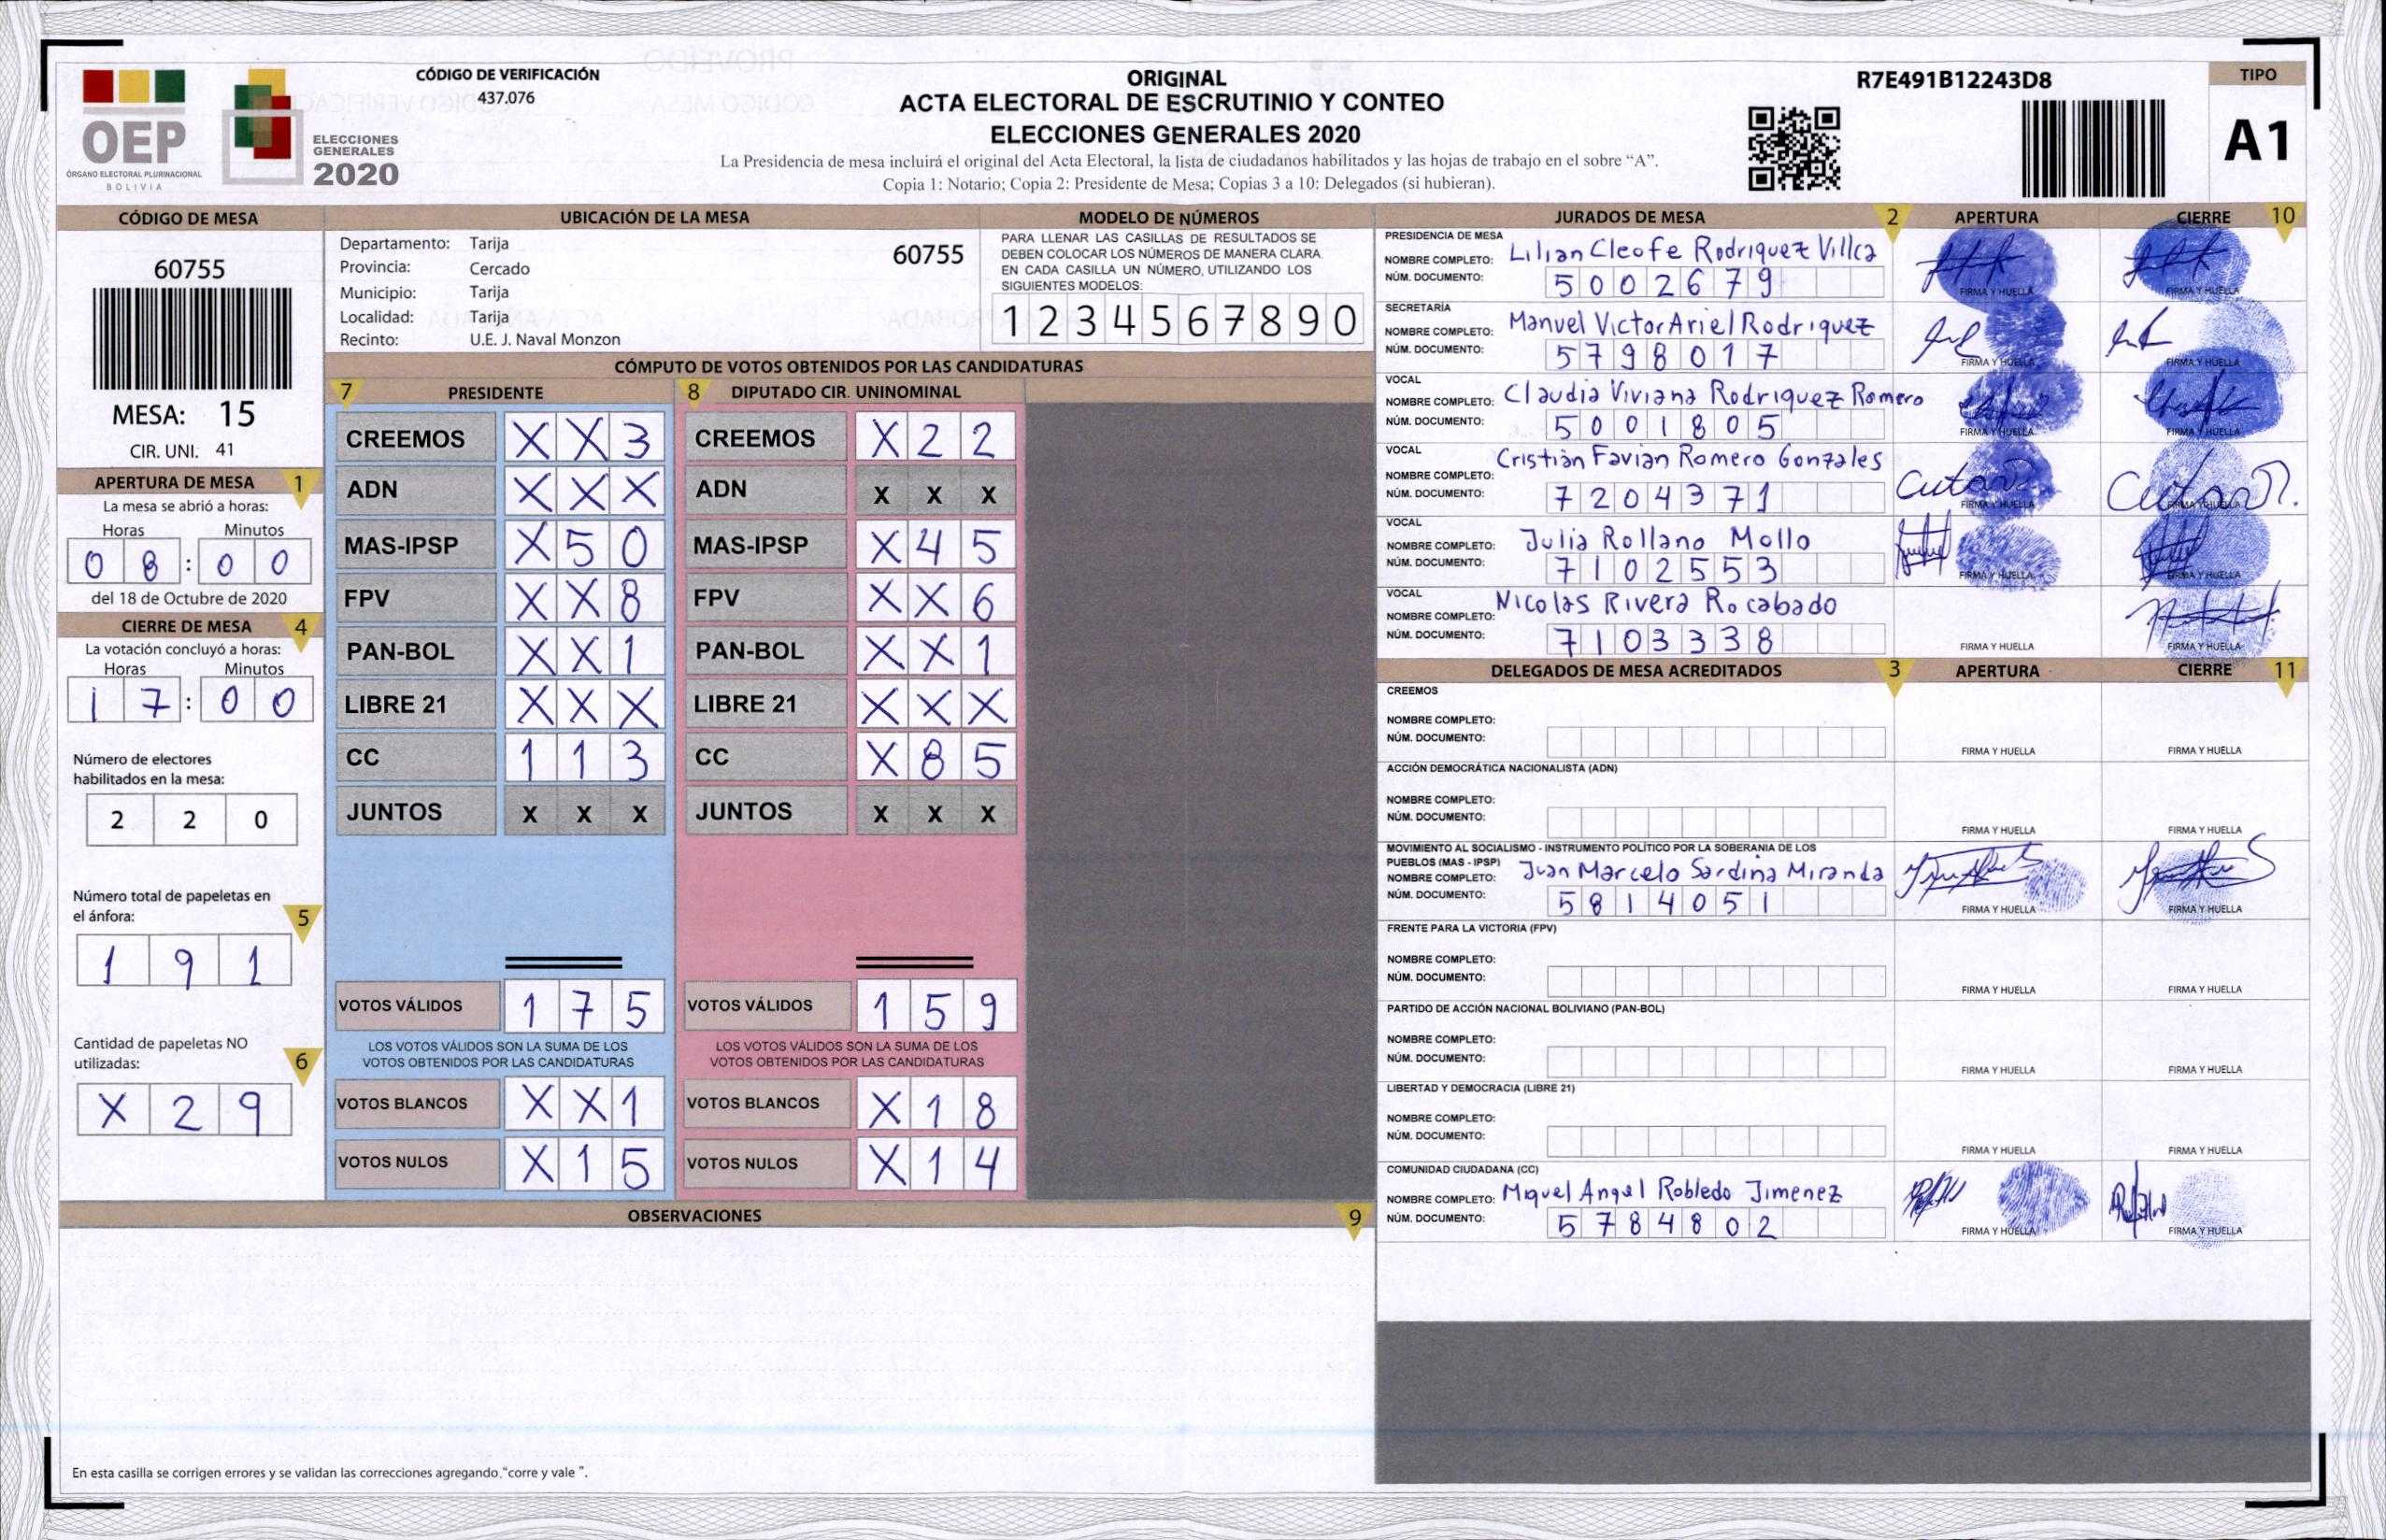 CÓDIGO DE VERIFICACIÓN
437.076
OEP
ÓRGANO ELECTORAL PLURINACIONAL
BOLIVIA
ELECCIONES
GENERALES
2020
ORIGINAL
ACTA ELECTORAL DE ESCRUTINIO Y CONTEO
ELECCIONES GENERALES 2020
La Presidencia de mesa incluirá el original del Acta Electoral, la lista de ciudadanos habilitados y las hojas de trabajo en el sobre “A”.
Copia 1: Notario; Copia 2: Presidente de Mesa; Copias 3 a 10: Delegados (si hubieran).
R7E491B12243D8
TIPO
A1
CÓDIGO DE MESA
60755
MESA: 15
CIR. UNI. 41
APERTURA DE MESA 1
La mesa se abrió a horas:
Horas Minutos
0 8 : 0 0
del 18 de Octubre de 2020
CIERRE DE MESA 4
La votación concluyó a horas:
Horas Minutos
1 7 : 0 0
Número de electores
habilitados en la mesa:
2 2 0
Número total de papeletas en
el ánfora: 5
1 9 1
Cantidad de papeletas NO
utilizadas: 6
X 2 9
UBICACIÓN DE LA MESA
Departamento: Tarija 60755
Provincia: Cercado
Municipio: Tarija
Localidad: Tarija
Recinto: U.E. J. Naval Monzon
MODELO DE NÚMEROS
PARA LLENAR LAS CASILLAS DE RESULTADOS SE
DEBEN COLOCAR LOS NÚMEROS DE MANERA CLARA.
EN CADA CASILLA UN NÚMERO, UTILIZANDO LOS
SIGUIENTES MODELOS:
1 2 3 4 5 6 7 8 9 0
CÓMPUTO DE VOTOS OBTENIDOS POR LAS CANDIDATURAS
7 PRESIDENTE
CREEMOS X X 3
ADN X X X
MAS-IPSP X 5 0
FPV X X 8
PAN-BOL X X 1
LIBRE 21 X X X
CC 1 1 3
JUNTOS X X X
VOTOS VÁLIDOS 1 7 5
LOS VOTOS VÁLIDOS SON LA SUMA DE LOS
VOTOS OBTENIDOS POR LAS CANDIDATURAS
VOTOS BLANCOS X X 1
VOTOS NULOS X 1 5
8 DIPUTADO CIR. UNINOMINAL
CREEMOS X 2 2
ADN X X X
MAS-IPSP X 4 5
FPV X X 6
PAN-BOL X X 1
LIBRE 21 X X X
CC X 8 5
JUNTOS X X X
VOTOS VÁLIDOS 1 5 9
LOS VOTOS VÁLIDOS SON LA SUMA DE LOS
VOTOS OBTENIDOS POR LAS CANDIDATURAS
VOTOS BLANCOS X 1 8
VOTOS NULOS X 1 4
OBSERVACIONES 9
En esta casilla se corrigen errores y se validan las correcciones agregando “corre y vale ”.
JURADOS DE MESA 2 APERTURA CIERRE 10
PRESIDENCIA DE MESA
NOMBRE COMPLETO: Lilian Cleofe Rodriquez Villca
NÚM. DOCUMENTO: 5 0 0 2 6 7 9
FIRMA Y HUELLA FIRMA Y HUELLA
SECRETARÍA
NOMBRE COMPLETO: Manuel Victor Ariel Rodriquez
NÚM. DOCUMENTO: 5 7 9 8 0 1 7
FIRMA Y HUELLA FIRMA Y HUELLA
VOCAL
NOMBRE COMPLETO: Claudia Viviana Rodriquez Romero
NÚM. DOCUMENTO: 5 0 0 1 8 0 5
FIRMA Y HUELLA FIRMA Y HUELLA
VOCAL
NOMBRE COMPLETO: Cristian Favian Romero Gonzales
NÚM. DOCUMENTO: 7 2 0 4 3 7 1
FIRMA Y HUELLA FIRMA Y HUELLA
VOCAL
NOMBRE COMPLETO: Julia Rollano Mollo
NÚM. DOCUMENTO: 7 1 0 2 5 5 3
FIRMA Y HUELLA FIRMA Y HUELLA
VOCAL
NOMBRE COMPLETO: Nicolas Rivera Rocabado
NÚM. DOCUMENTO: 7 1 0 3 3 3 8
FIRMA Y HUELLA FIRMA Y HUELLA
DELEGADOS DE MESA ACREDITADOS 3 APERTURA CIERRE 11
CREEMOS
NOMBRE COMPLETO:
NÚM. DOCUMENTO:
FIRMA Y HUELLA FIRMA Y HUELLA
ACCIÓN DEMOCRÁTICA NACIONALISTA (ADN)
NOMBRE COMPLETO:
NÚM. DOCUMENTO:
FIRMA Y HUELLA FIRMA Y HUELLA
MOVIMIENTO AL SOCIALISMO - INSTRUMENTO POLÍTICO POR LA SOBERANIA DE LOS
PUEBLOS (MAS - IPSP)
NOMBRE COMPLETO: Juan Marcelo Sardina Miranda
NÚM. DOCUMENTO: 5 8 1 4 0 5 1
FIRMA Y HUELLA FIRMA Y HUELLA
FRENTE PARA LA VICTORIA (FPV)
NOMBRE COMPLETO:
NÚM. DOCUMENTO:
FIRMA Y HUELLA FIRMA Y HUELLA
PARTIDO DE ACCIÓN NACIONAL BOLIVIANO (PAN-BOL)
NOMBRE COMPLETO:
NÚM. DOCUMENTO:
FIRMA Y HUELLA FIRMA Y HUELLA
LIBERTAD Y DEMOCRACIA (LIBRE 21)
NOMBRE COMPLETO:
NÚM. DOCUMENTO:
FIRMA Y HUELLA FIRMA Y HUELLA
COMUNIDAD CIUDADANA (CC)
NOMBRE COMPLETO: Miquel Angel Robledo Jimenez
NÚM. DOCUMENTO: 5 7 8 4 8 0 2
FIRMA Y HUELLA FIRMA Y HUELLA